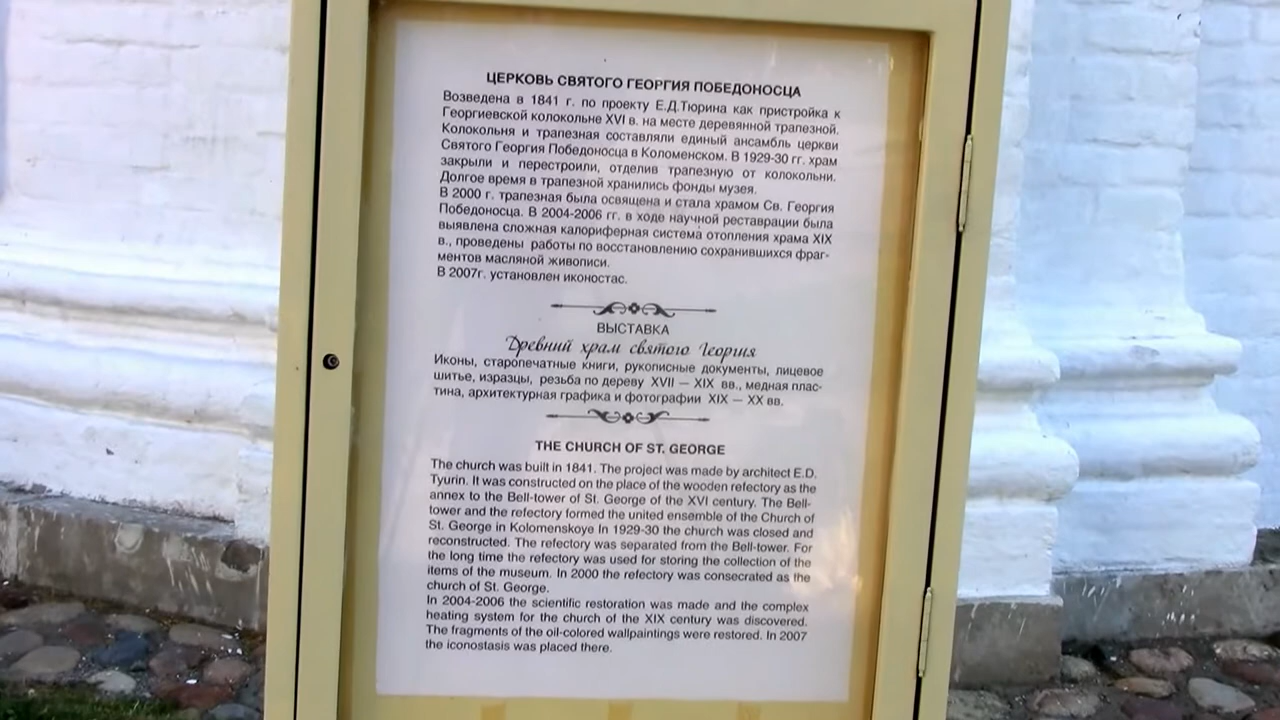 ЦЕРКОВЬ СВЯТОГО ГЕОРГИЯ ПОБЕДОНОСЦА
Возведена в 1841 г. по проекту Е.Д.Тюрина как пристройка к
Георгиевской колокольне XVI в. на месте деревянной трапезной.
Колокольня и трапезная составляли единый ансамбль церкви
Святого Георгия Победоносца в Коломенском. В 1929-30 гг. храм
закрыли и перестроили, отделив трапезную от колокольни.
Долгое время в трапезной хранились фонды музея.
В 2000 г. трапезная была освящена и стала храмом Св. Георгия
Победоносца. В 2004-2006 гг. в ходе научной реставрации была
выявлена сложная калориферная система отопления храма XIX
в., проведены работы по восстановлению сохранившихся фраг-
ментов масляной живописи.
В 2007г. установлен иконостас.
ВЫСТАВКА
Древний храм святого Георгия
Иконы, старопечатные книги, рукописные документы, лицевое
шитье, изразцы, резьба по дереву XVII — XIX вв., медная плас-
тина, архитектурная графика и фотографии XIX — XX вв.
THE CHURCH OF ST. GEORGE
The church was built in 1841. The project was made by architect E.D.
Tyurin. It was constructed on the place of the wooden refectory as the
annex to the Bell-tower of St. George of the XVI century. The Bell-
tower and the refectory formed the united ensemble of the Church of
St. George in Kolomenskoye In 1929-30 the church was closed and
reconstructed. The refectory was separated from the Bell-tower. For
the long time the refectory was used for storing the collection of the
items of the museum. In 2000 the refectory was consecrated as the
church of St. George.
In 2004-2006 the scientific restoration was made and the complex
heating system for the church of the XIX century was discovered.
The fragments of the oil-colored wallpaintings were restored. In 2007
the iconostasis was placed there.